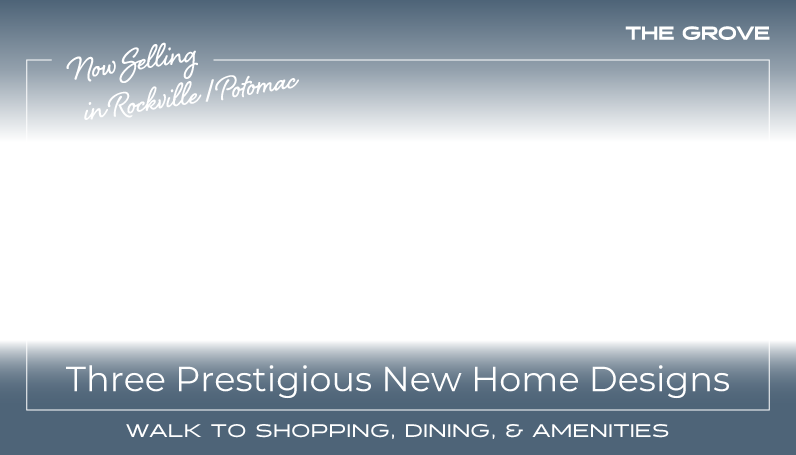 THE GROVE
Now Selling
in Rockville / Potomac
Three Prestigious New Home Designs
WALK TO SHOPPING, DINING, & AMENITIES